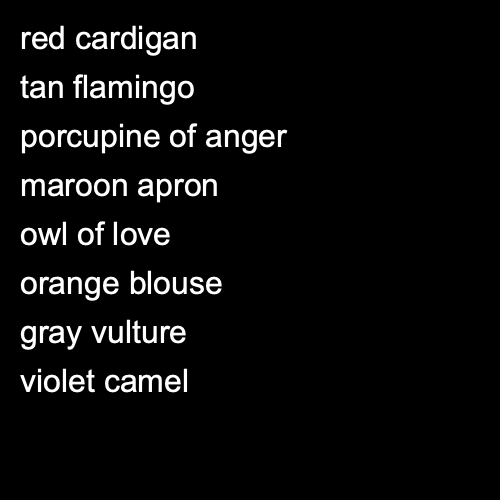 red cardigan
tan flamingo
porcupine of anger
maroon apron
owl of love
orange blouse
gray vulture
violet camel